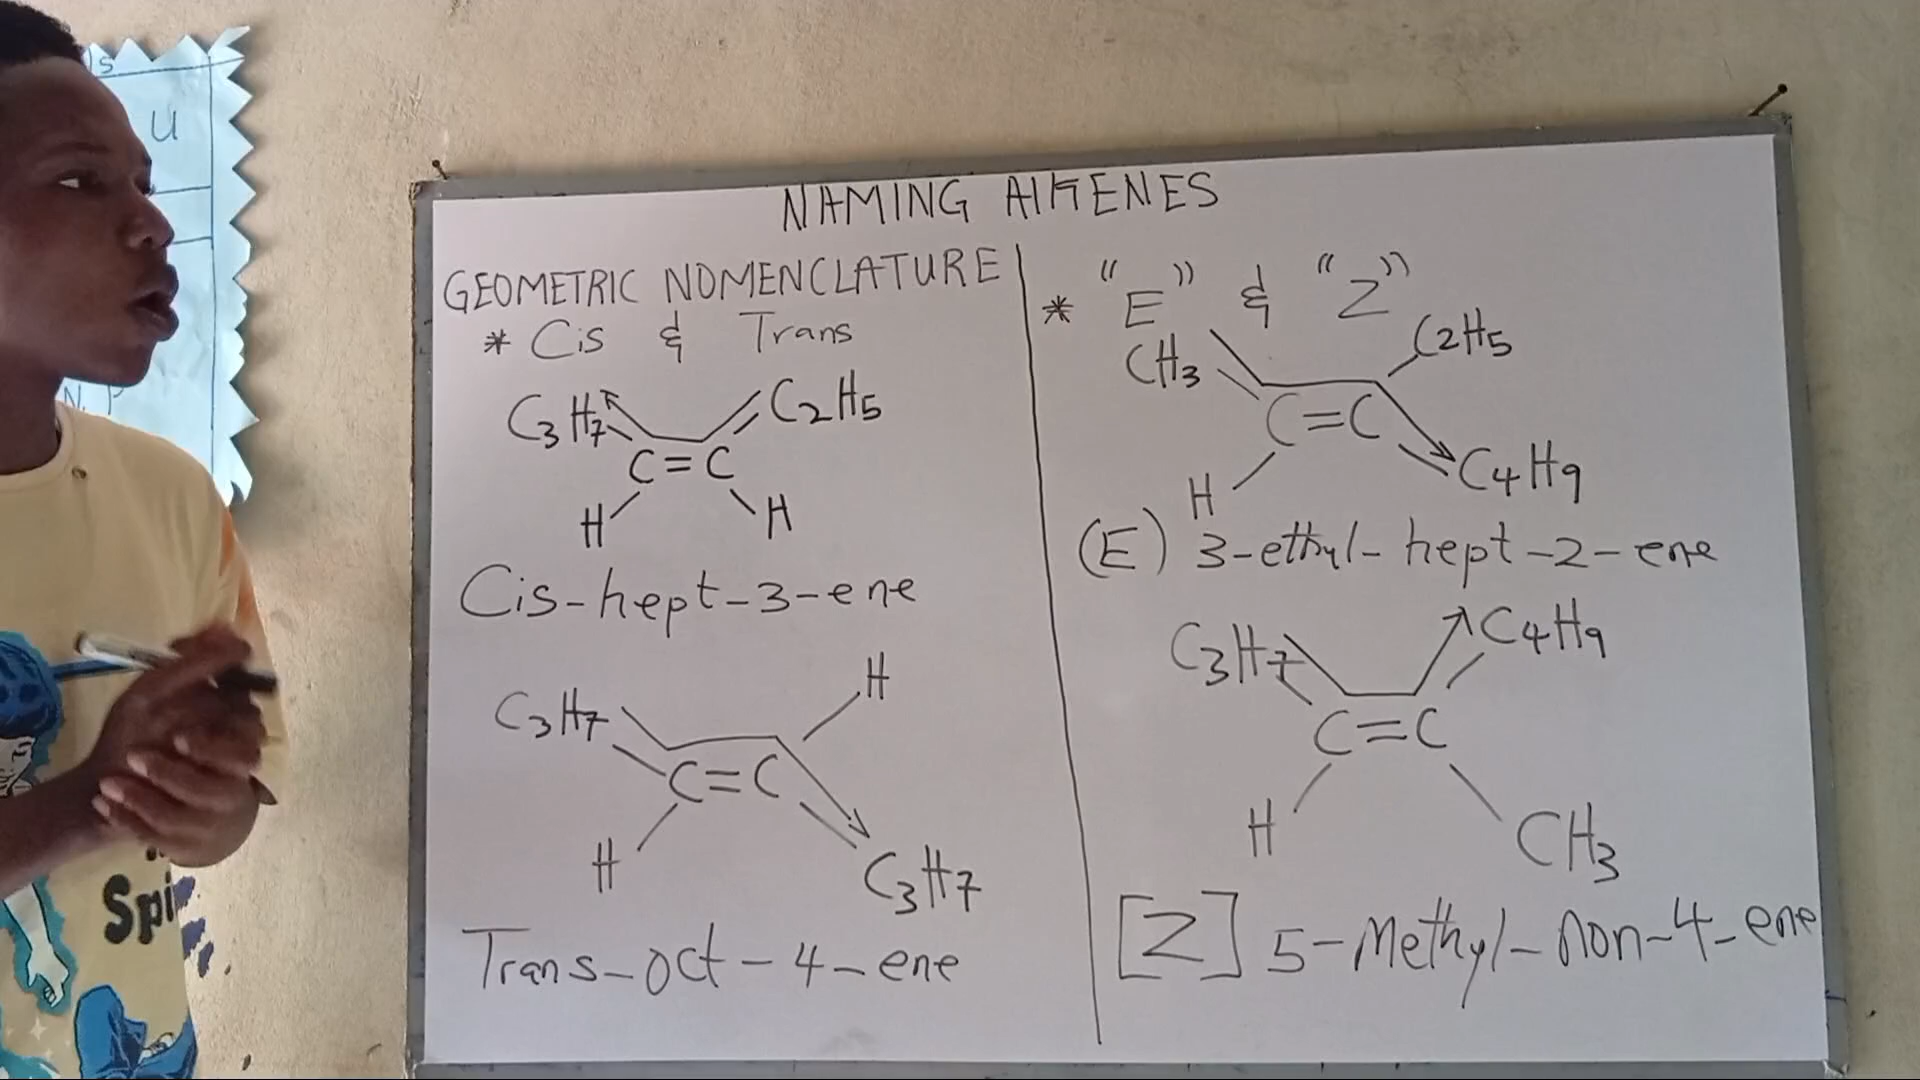 NAMING AlKENES
GEOMETRIC NOMENCLATURE
* Cis & Trans
C3H7 C2H5
C=C
H H
Cis-hept-3-ene
H
C3H7
C=C
H
C3H7
Trans-oct-4-ene
* "E" & "Z"
C2H5
CH3
C=C
H C4H9
(E) 3-ethyl-hept-2-ene
C3H7 C4H9
C=C
H CH3
[Z] 5-Methyl-non-4-ene
s
U
N. P
Spi